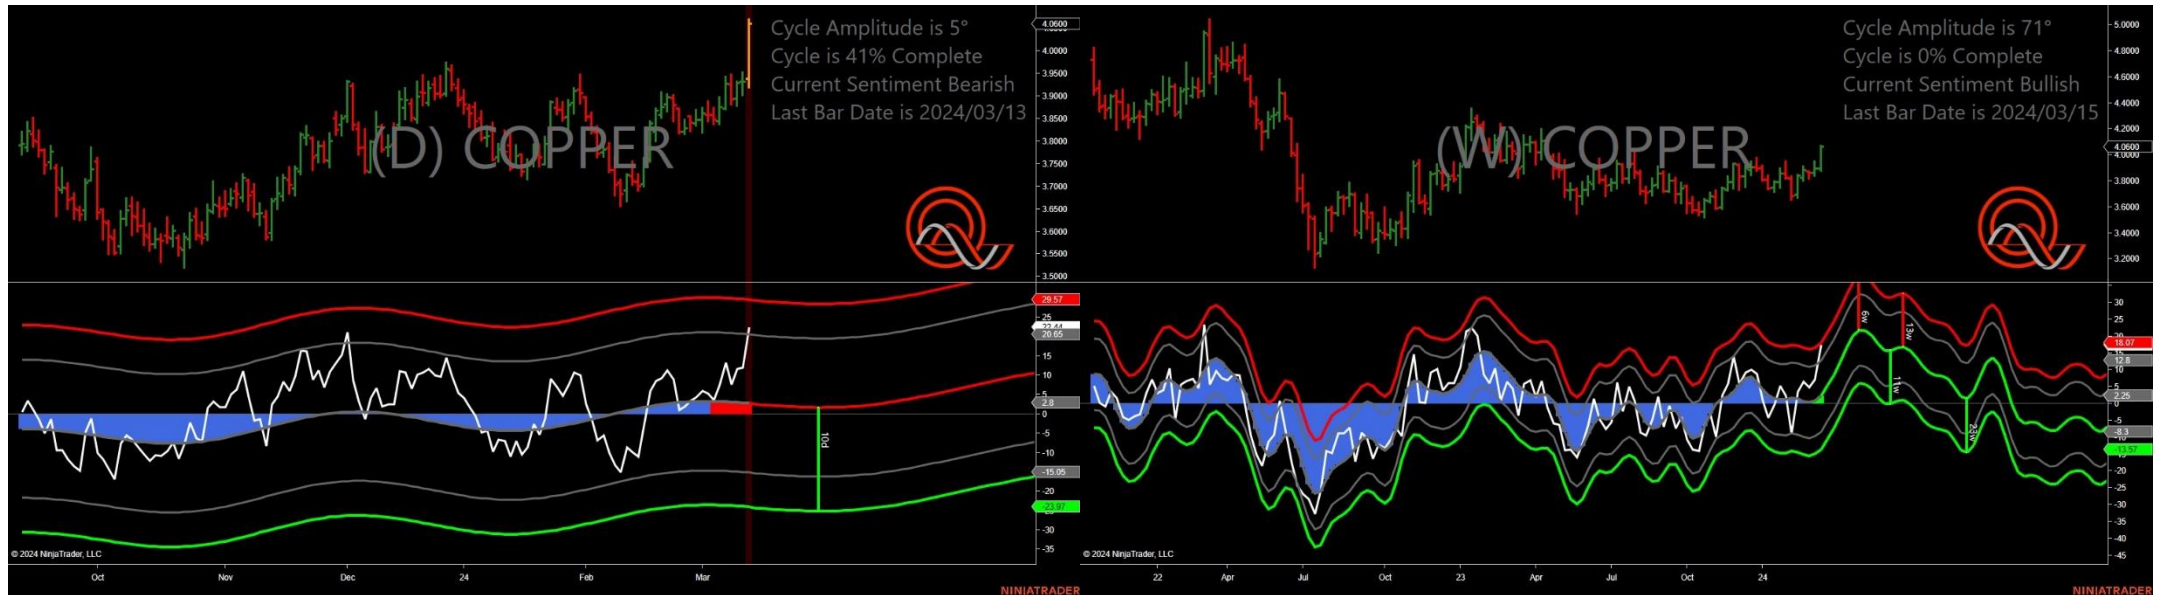 Cycle Amplitude is 5°
Cycle is 41% Complete
Current Sentiment Bearish
Last Bar Date is 2024/03/13
(D) COPPER
4.0600
4.0000
3.9500
3.9000
3.8500
3.8000
3.7500
3.7000
3.6500
3.6000
3.5500
3.5000
29.57
25
22.44
20.65
15
10
5
2.8
0
-5
-10
-15.05
-20
-23.97
-30
-35
10d
© 2024 NinjaTrader, LLC
Oct
Nov
Dec
24
Feb
Mar
NINJATRADER
Cycle Amplitude is 71°
Cycle is 0% Complete
Current Sentiment Bullish
Last Bar Date is 2024/03/15
(W) COPPER
5.0000
4.8000
4.6000
4.4000
4.2000
4.0600
4.0000
3.8000
3.6000
3.4000
3.2000
30
25
20
18.07
12.8
5
2.25
0
-5
-8.3
-13.57
-20
-25
-30
-35
-40
-45
6w
13w
11w
23w
© 2024 NinjaTrader, LLC
22
Apr
Jul
Oct
23
Apr
Jul
Oct
24
NINJATRADER